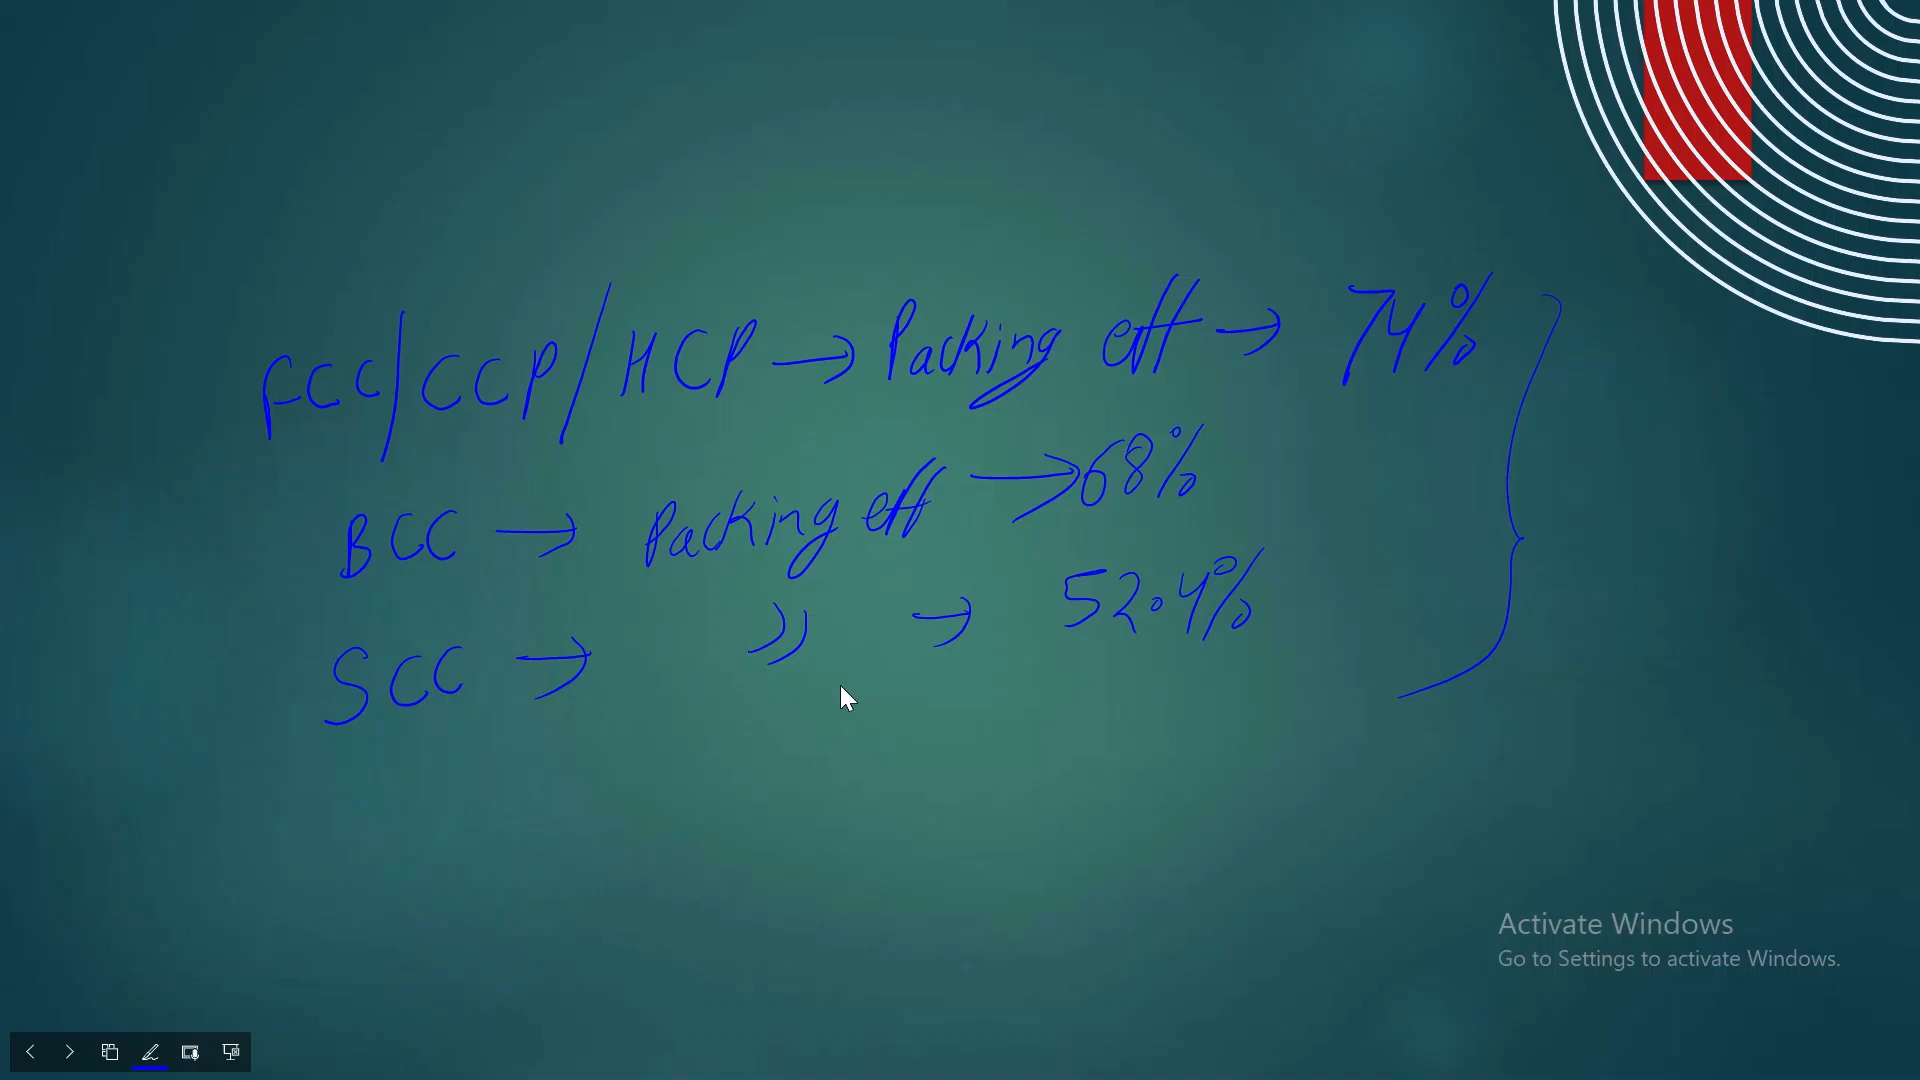 FCC/CCP/HCP → Packing eff → 74%
BCC → Packing eff → 68%
SCC → " → 52.4%
Activate Windows
Go to Settings to activate Windows.